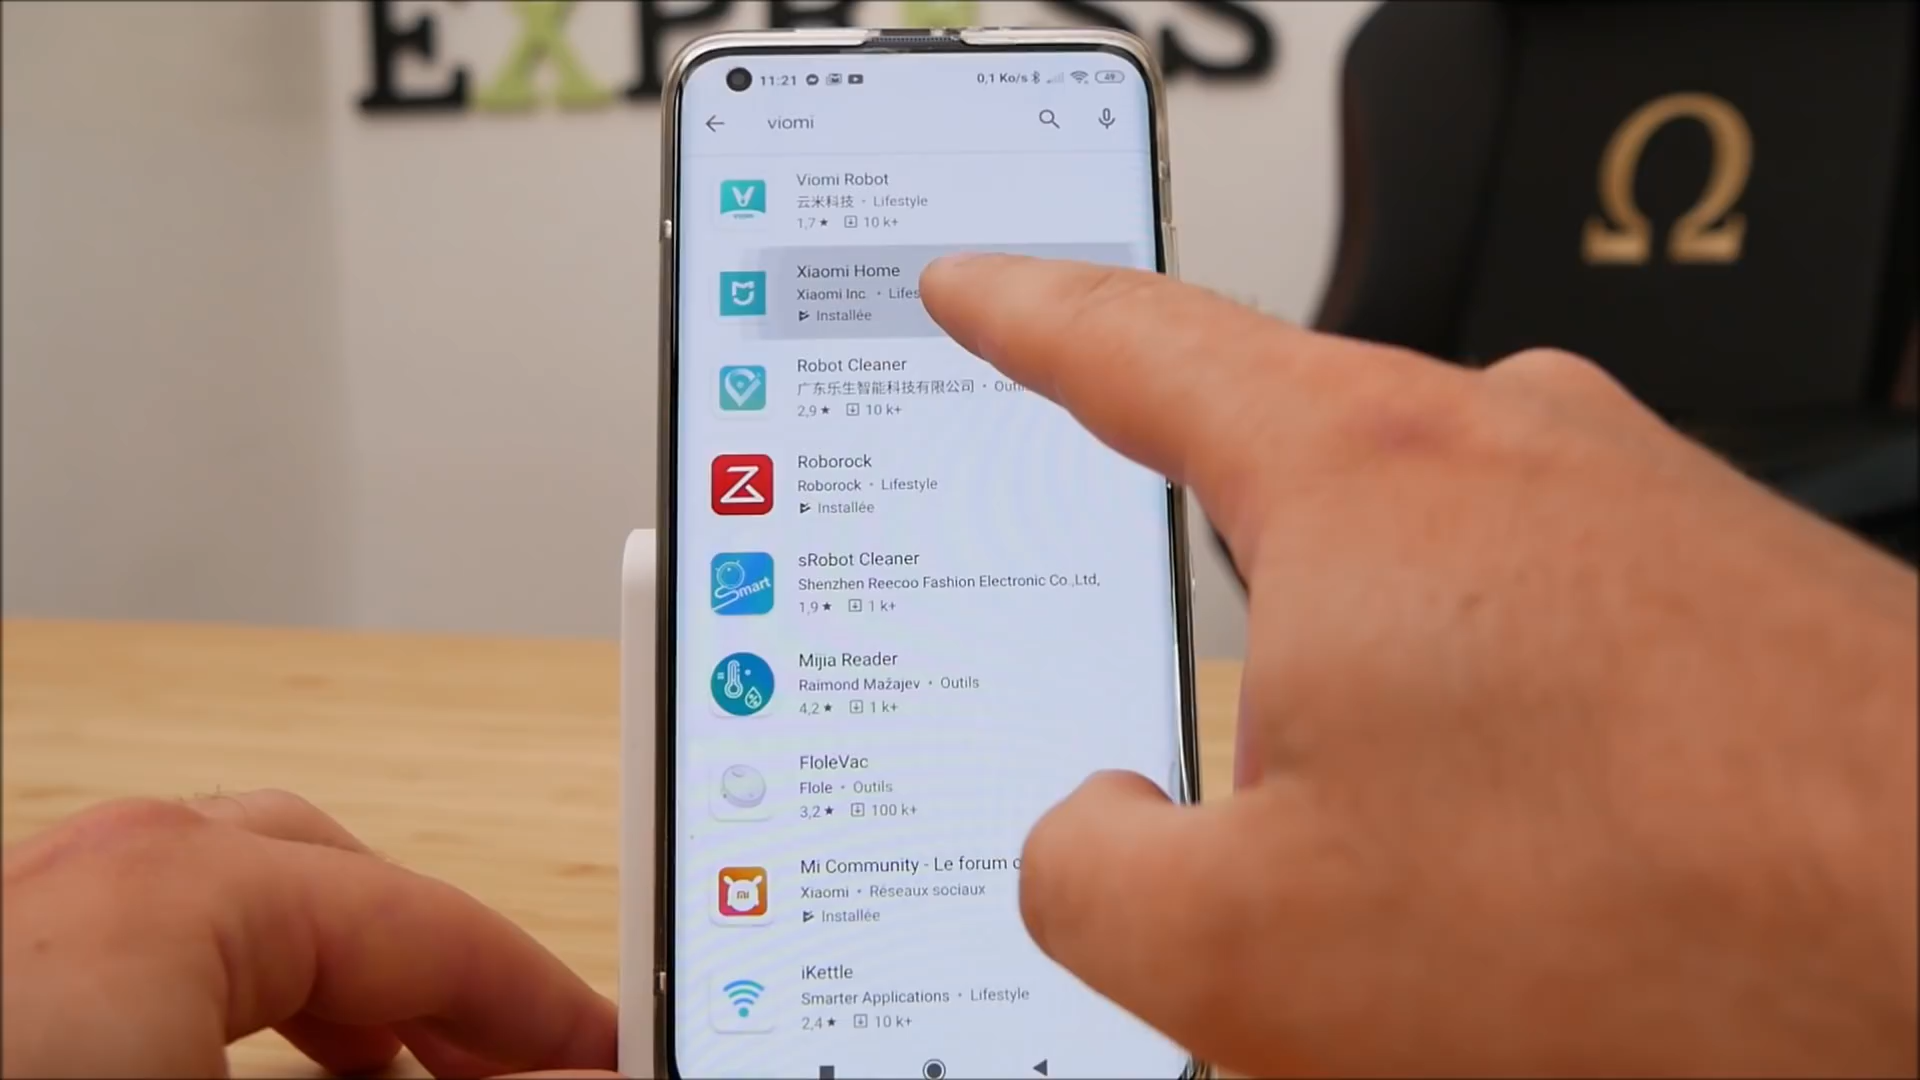 EXPRESS
11:21
0,1 Ko/s
49
viomi
Viomi Robot
云米科技 • Lifestyle
1,7★ 10 k+
Xiaomi Home
Xiaomi Inc. • Lifes
Installée
Robot Cleaner
广东乐生智能科技有限公司 • Outi
2,9★ 10 k+
Roborock
Roborock • Lifestyle
Installée
sRobot Cleaner
Smart
Shenzhen Reecoo Fashion Electronic Co.,Ltd,
1,9★ 1 k+
Mijia Reader
Raimond Mažajev • Outils
4,2★ 1 k+
FloleVac
Flole • Outils
3,2★ 100 k+
Mi Community - Le forum
Xiaomi • Réseaux sociaux
Installée
iKettle
Smarter Applications • Lifestyle
2,4★ 10 k+
Ω